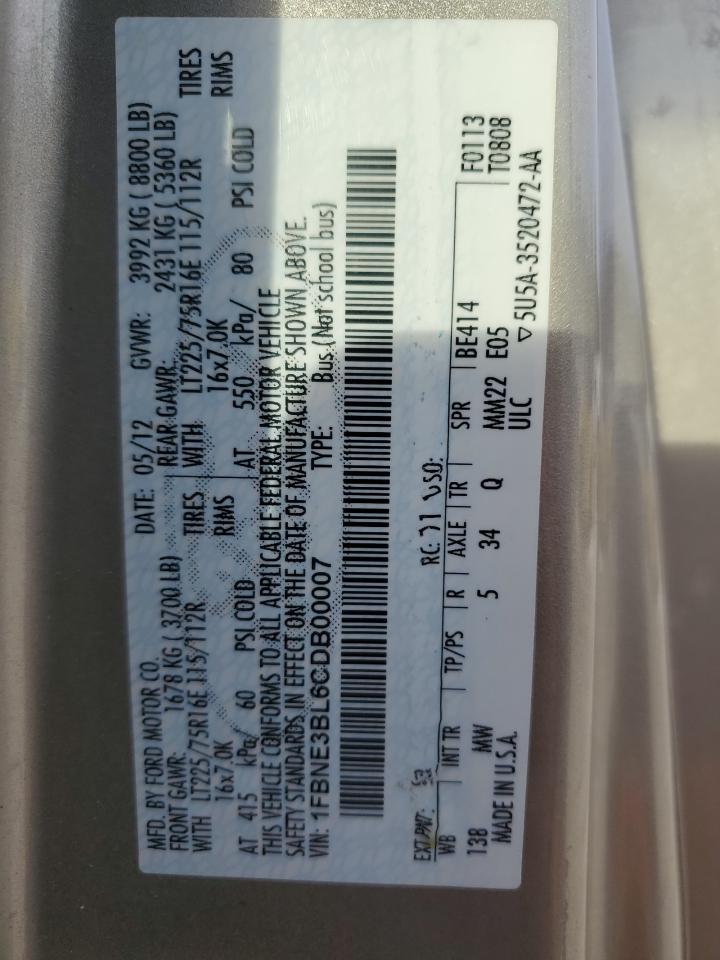 MFD. BY FORD MOTOR CO. DATE: 05/12 GVWR: 3992 KG ( 8800 LB)
FRONT GAWR: 1678 KG ( 3700 LB) REAR GAWR: 2431 KG ( 5360 LB)
WITH LT225/75R16E 115/112R TIRES WITH LT225/75R16E 115/112R TIRES
16x7.0K RIMS 16x7.0K RIMS
AT 415 kPa/ 60 PSI COLD AT 550 kPa/ 80 PSI COLD
THIS VEHICLE CONFORMS TO ALL APPLICABLE FEDERAL MOTOR VEHICLE
SAFETY STANDARDS IN EFFECT ON THE DATE OF MANUFACTURE SHOWN ABOVE.
VIN: 1FBNE3BL6CDB00007 TYPE: Bus (Not school bus)
EXT PNT: RC: 11 DSO:
WB INT TR TP/PS R AXLE TR SPR BE414 F0113
138 MW 5 34 Q MM22 E05 T0808
MADE IN U.S.A. ULC ▽5U5A-3520472-AA